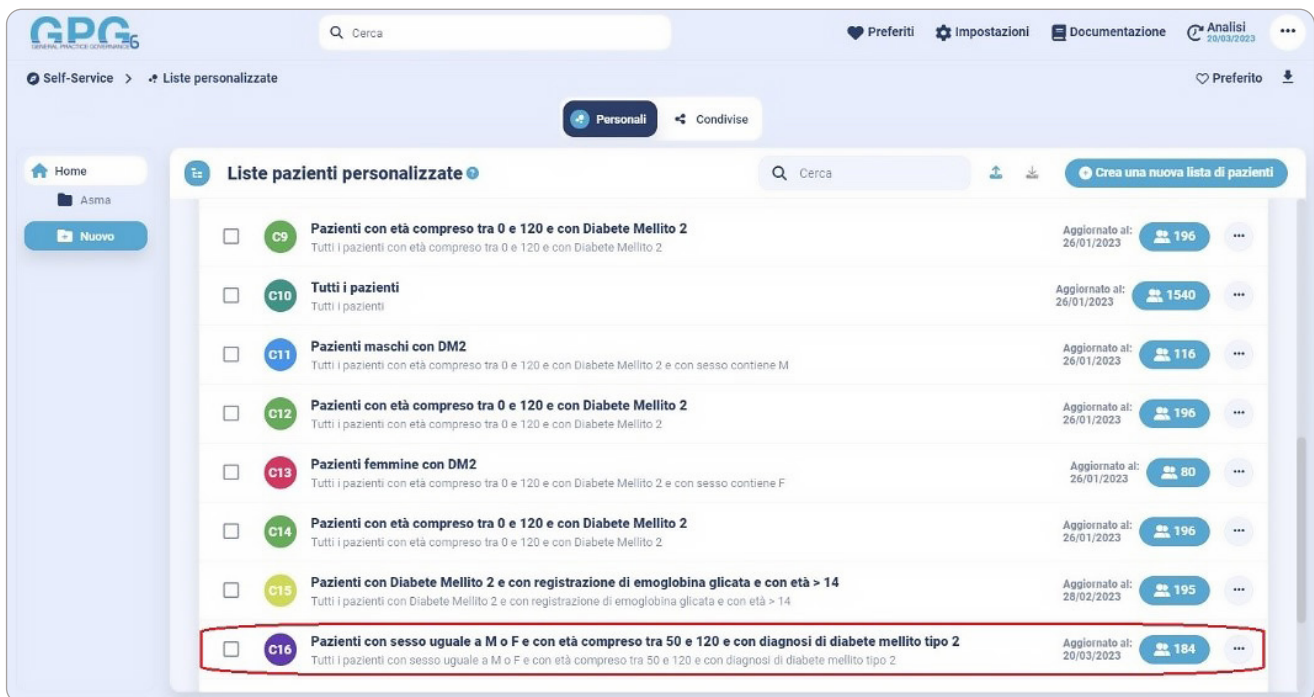 GPG6
GENERAL PRACTICE GOVERNANCE
Cerca
Preferiti
Impostazioni
Documentazione
Analisi
20/03/2023
Self-Service > Liste personalizzate
Preferito
Personali
Condivise
Home
Asma
Nuovo
Liste pazienti personalizzate
Cerca
Crea una nuova lista di pazienti
C9
Pazienti con età compreso tra 0 e 120 e con Diabete Mellito 2
Tutti i pazienti con età compreso tra 0 e 120 e con Diabete Mellito 2
Aggiornato al:
26/01/2023
196
C10
Tutti i pazienti
Tutti i pazienti
Aggiornato al:
26/01/2023
1540
C11
Pazienti maschi con DM2
Tutti i pazienti con età compreso tra 0 e 120 e con Diabete Mellito 2 e con sesso contiene M
Aggiornato al:
26/01/2023
116
C12
Pazienti con età compreso tra 0 e 120 e con Diabete Mellito 2
Tutti i pazienti con età compreso tra 0 e 120 e con Diabete Mellito 2
Aggiornato al:
26/01/2023
196
C13
Pazienti femmine con DM2
Tutti i pazienti con età compreso tra 0 e 120 e con Diabete Mellito 2 e con sesso contiene F
Aggiornato al:
26/01/2023
80
C14
Pazienti con età compreso tra 0 e 120 e con Diabete Mellito 2
Tutti i pazienti con età compreso tra 0 e 120 e con Diabete Mellito 2
Aggiornato al:
26/01/2023
196
C15
Pazienti con Diabete Mellito 2 e con registrazione di emoglobina glicata e con età > 14
Tutti i pazienti con Diabete Mellito 2 e con registrazione di emoglobina glicata e con età > 14
Aggiornato al:
28/02/2023
195
C16
Pazienti con sesso uguale a M o F e con età compreso tra 50 e 120 e con diagnosi di diabete mellito tipo 2
Tutti i pazienti con sesso uguale a M o F e con età compreso tra 50 e 120 e con diagnosi di diabete mellito tipo 2
Aggiornato al:
20/03/2023
184